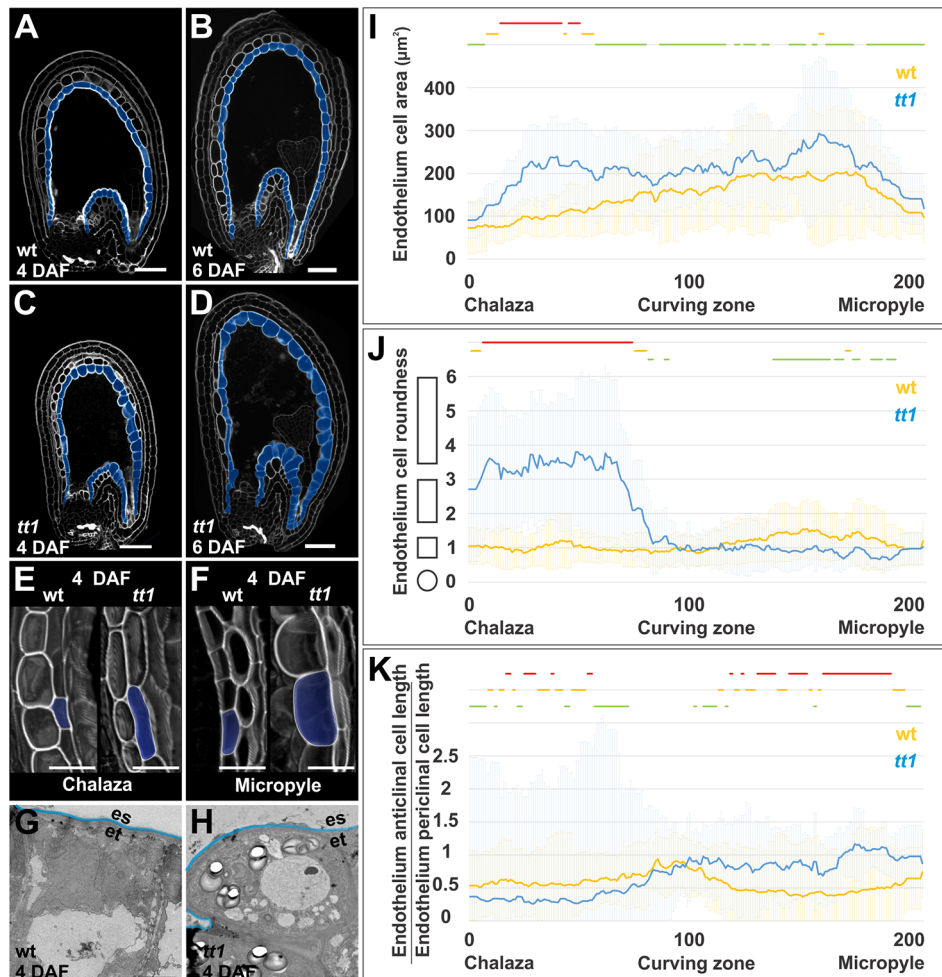 A
wt
4 DAF
B
wt
6 DAF
C
tt1
4 DAF
D
tt1
6 DAF
E
4 DAF
wt
tt1
F
4 DAF
wt
tt1
Chalaza
Micropyle
G
es
et
wt
4 DAF
H
es
et
tt1
4 DAF
I
Endothelium cell area (µm²)
wt
tt1
400
300
200
100
0
0
100
200
Chalaza
Curving zone
Micropyle
J
Endothelium cell roundness
wt
tt1
6
5
4
3
2
1
0
0
100
200
Chalaza
Curving zone
Micropyle
K
Endothelium anticlinal cell length
Endothelium periclinal cell length
wt
tt1
2.5
2
1.5
1
0.5
0
0
100
200
Chalaza
Curving zone
Micropyle